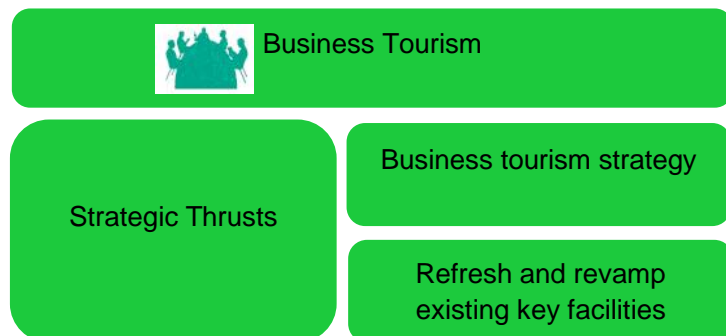 Business Tourism
Strategic Thrusts
Business tourism strategy
Refresh and revamp
existing key facilities